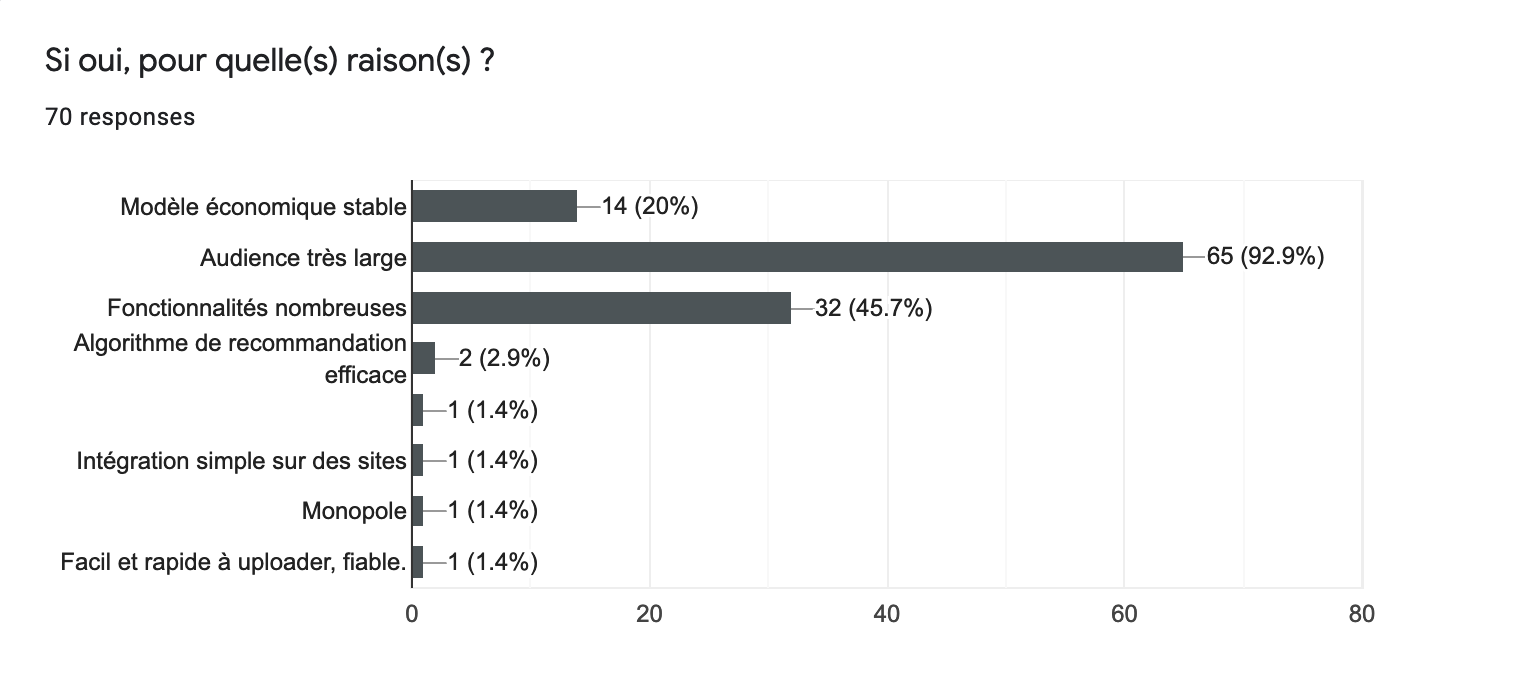 Si oui, pour quelle(s) raison(s) ?
70 responses
Modèle économique stable
14 (20%)
Audience très large
65 (92.9%)
Fonctionnalités nombreuses
32 (45.7%)
Algorithme de recommandation
efficace
2 (2.9%)
1 (1.4%)
Intégration simple sur des sites
1 (1.4%)
Monopole
1 (1.4%)
Facil et rapide à uploader, fiable.
1 (1.4%)
0 20 40 60 80